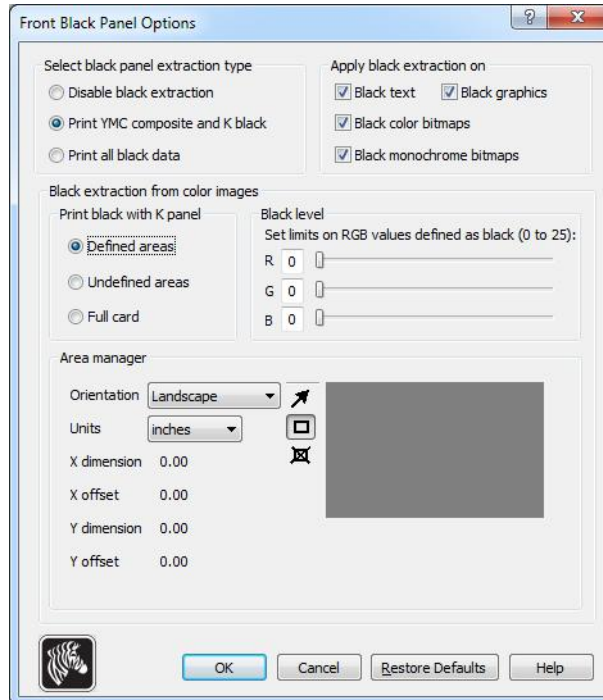 Front Black Panel Options
Select black panel extraction type
Disable black extraction
Print YMC composite and K black
Print all black data
Apply black extraction on
Black text
Black graphics
Black color bitmaps
Black monochrome bitmaps
Black extraction from color images
Print black with K panel
Defined areas
Undefined areas
Full card
Black level
Set limits on RGB values defined as black (0 to 25):
R 0
G 0
B 0
Area manager
Orientation Landscape
Units inches
X dimension 0.00
X offset 0.00
Y dimension 0.00
Y offset 0.00
OK Cancel Restore Defaults Help